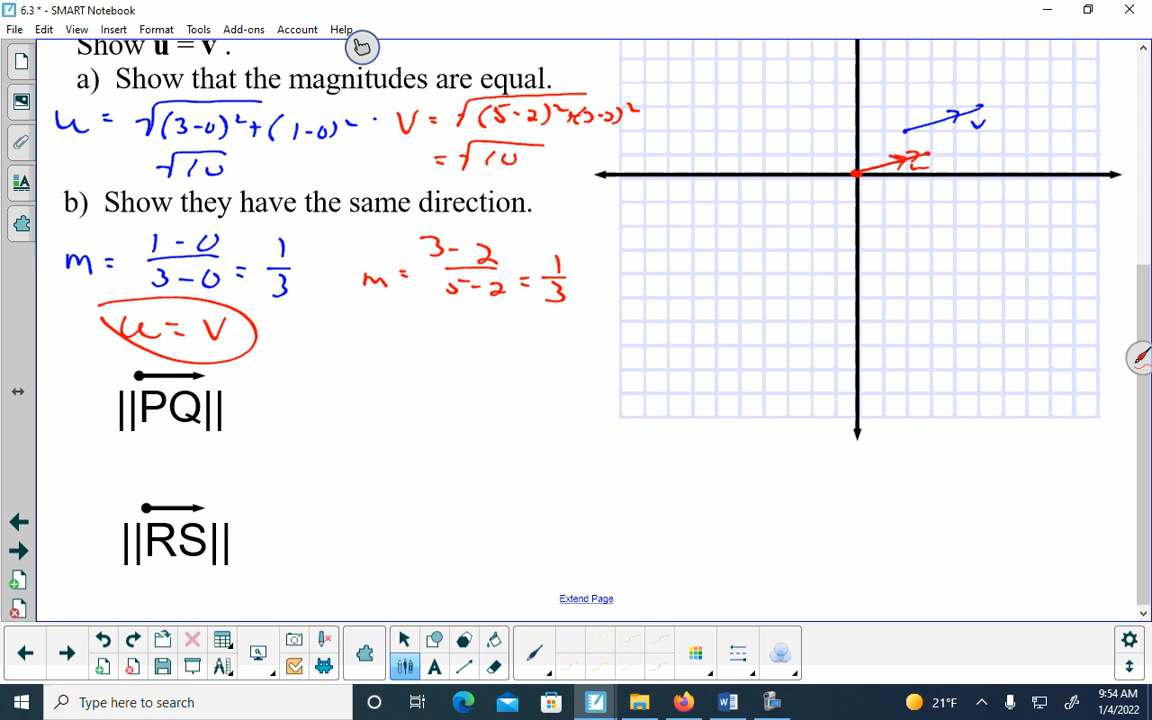 6.3 * - SMART Notebook
File Edit View Insert Format Tools Add-ons Account Help
Show u = v .
a) Show that the magnitudes are equal.
u = √(3-0)²+(1-0)² . v = √(5-2)²+(3-2)²
√10 = √10
v
u
b) Show they have the same direction.
m = 1-0 / 3-0 = 1/3 m = 3-2 / 5-2 = 1/3
u = v
||PQ||
||RS||
Extend Page
Type here to search
21°F
9:54 AM
1/4/2022